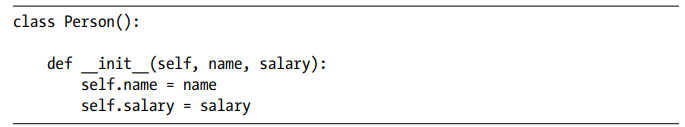 class Person():
    def __init__(self, name, salary):
        self.name = name
        self.salary = salary